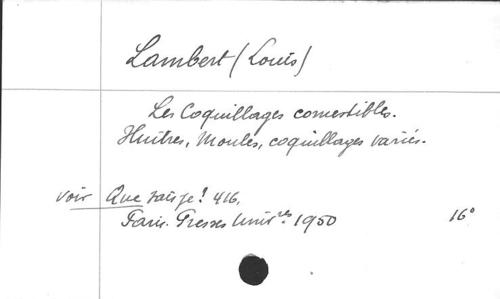 Lambert (Louis)
Les Coquillages comestibles.
Huîtres, Moules, coquillages variés.
voir Que sais je! 416,
Paris. Presses Univ.res 1950 16°